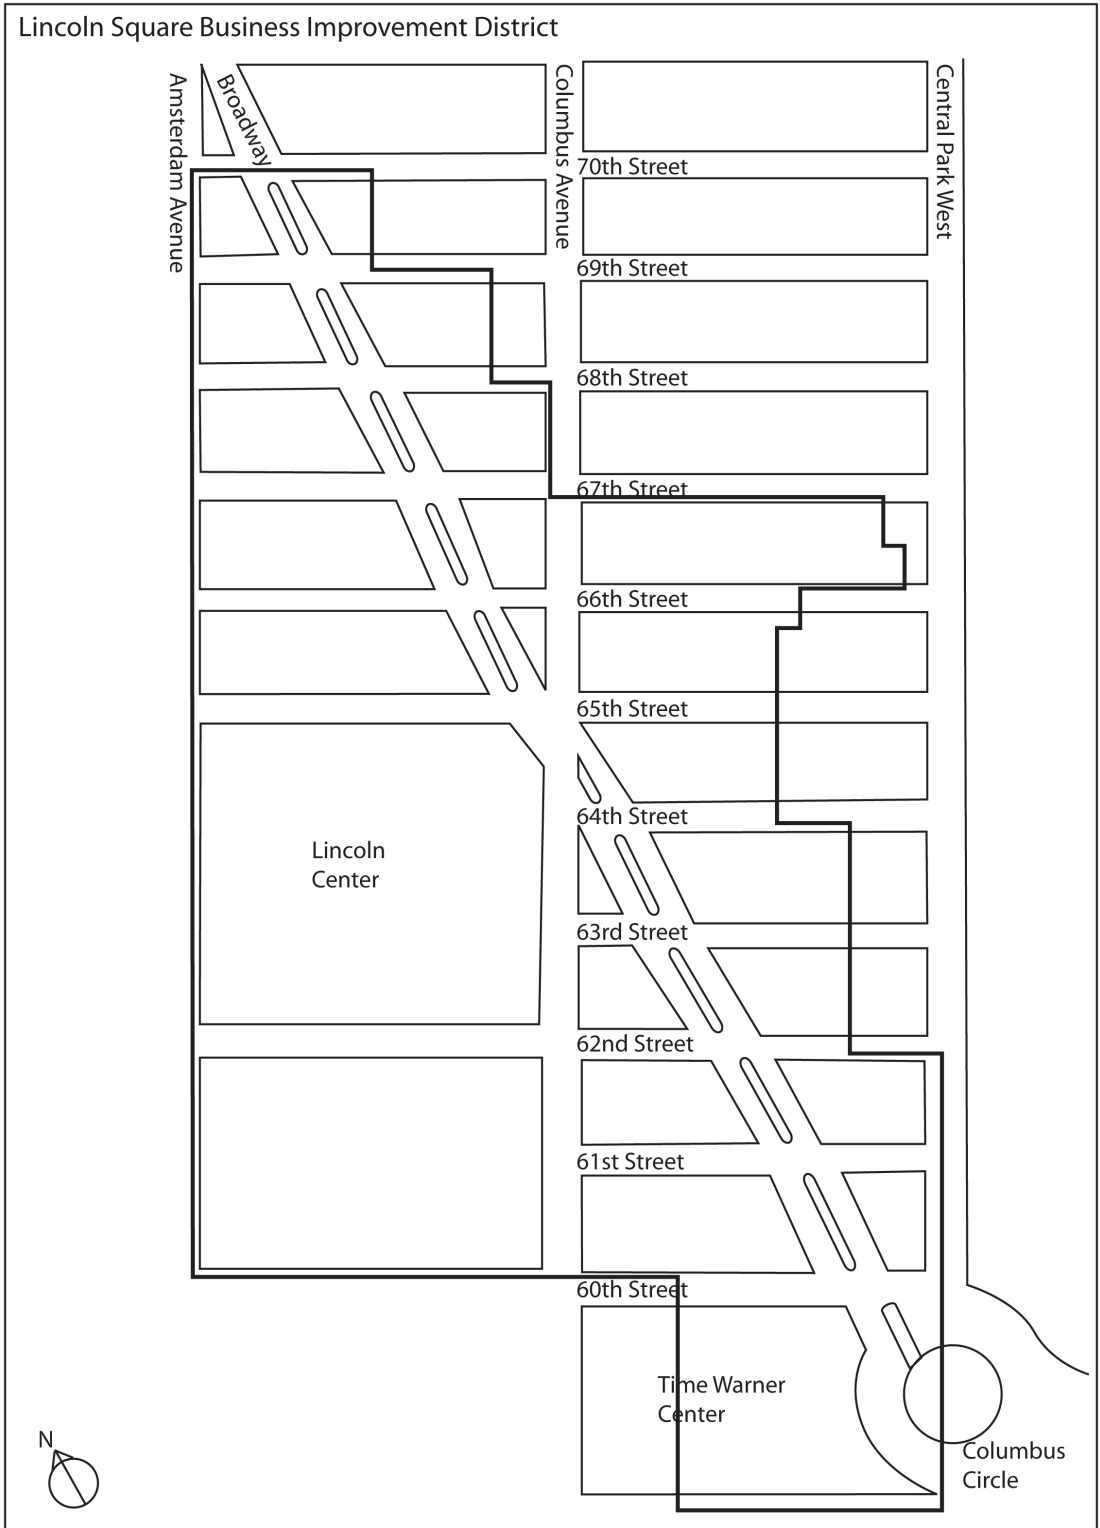 Lincoln Square Business Improvement District
Amsterdam Avenue
Broadway
Columbus Avenue
Central Park West
70th Street
69th Street
68th Street
67th Street
66th Street
65th Street
64th Street
Lincoln
Center
63rd Street
62nd Street
61st Street
60th Street
Time Warner
Center
N
Columbus
Circle